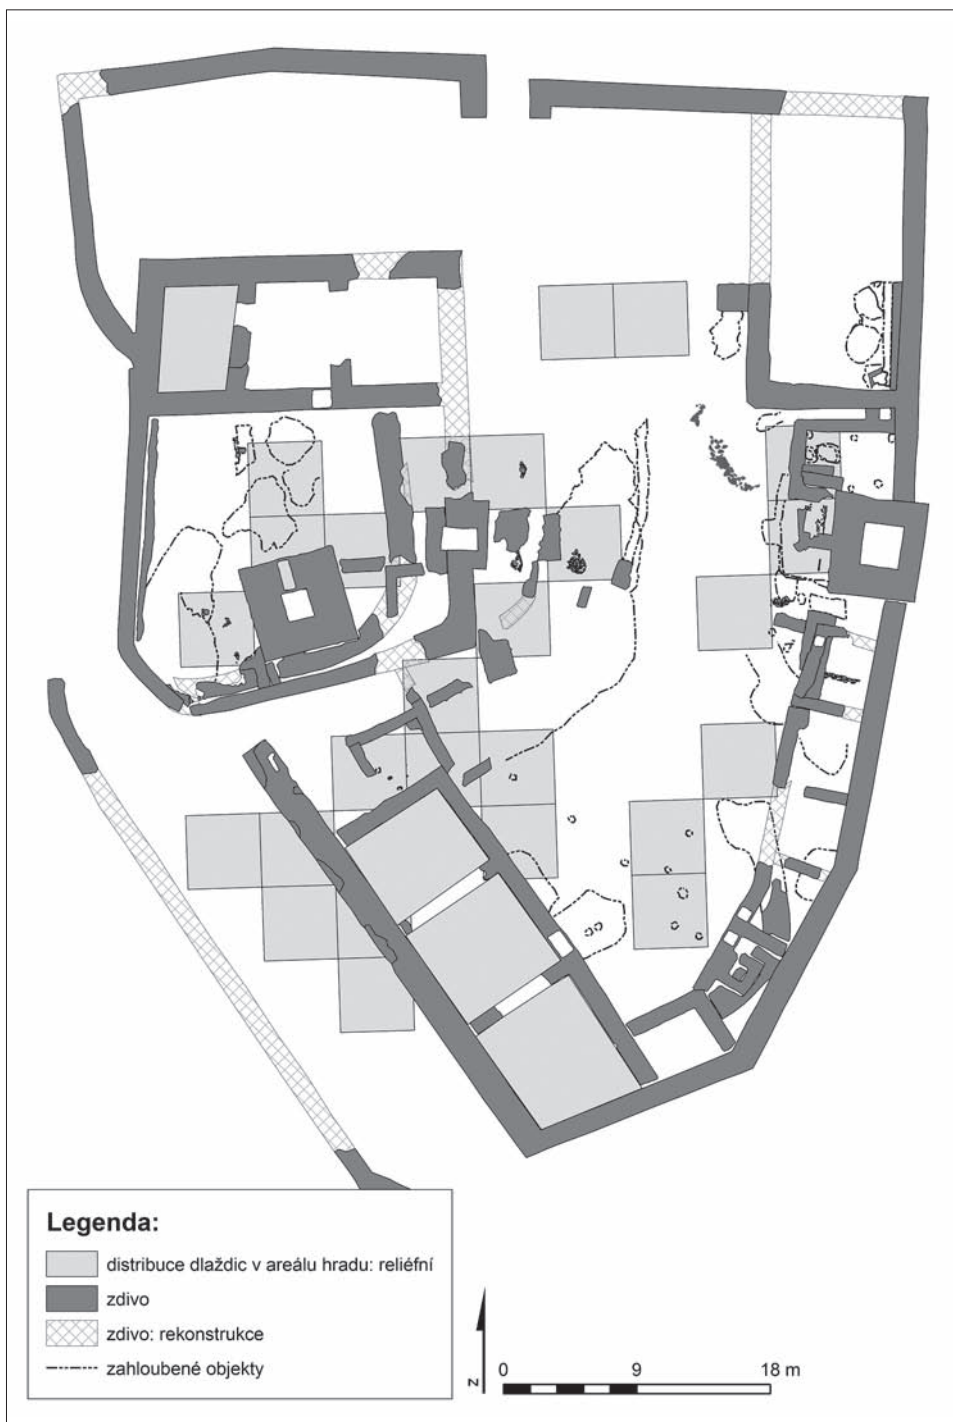 Legenda:
distribuce dlaždic v areálu hradu: reliéfní
zdivo
zdivo: rekonstrukce
zahloubené objekty
z
0 9 18 m